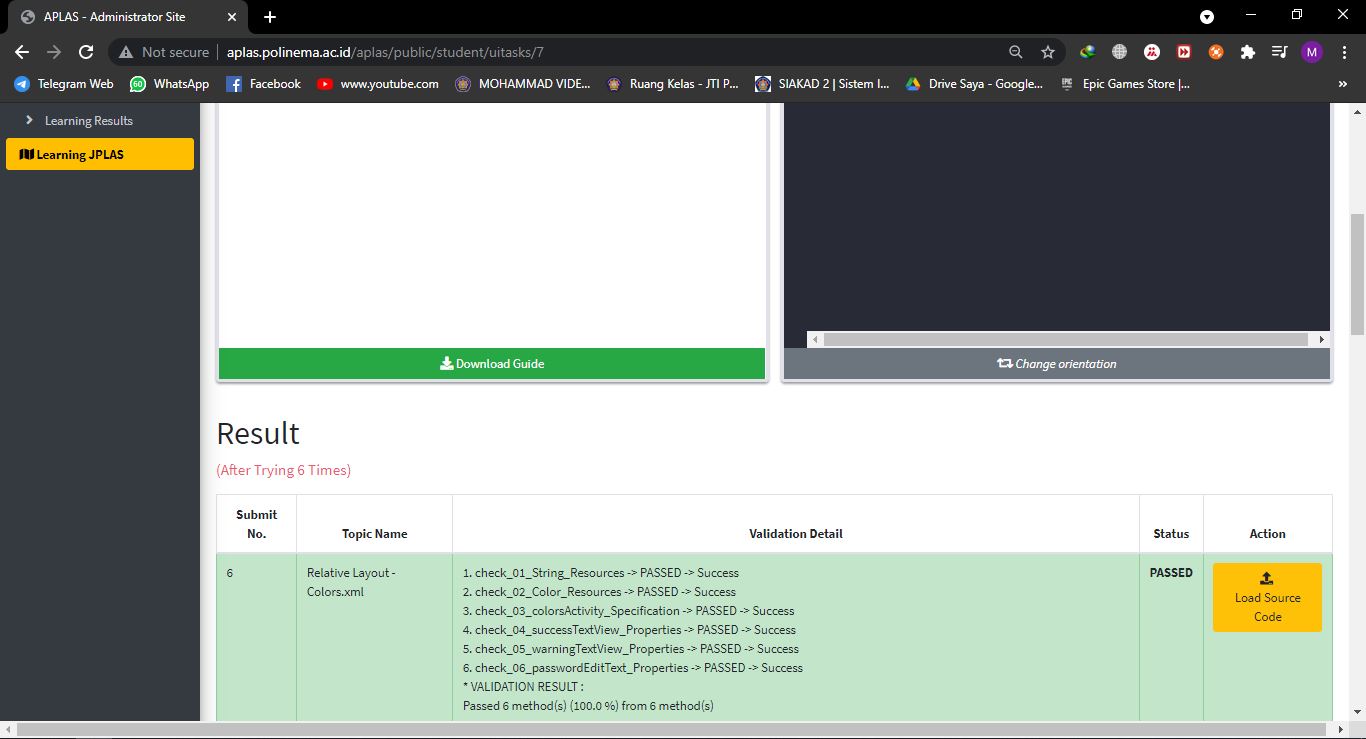 APLAS - Administrator Site
Not secure
aplas.polinema.ac.id/aplas/public/student/uitasks/7
M
Telegram Web
60
WhatsApp
Facebook
www.youtube.com
MOHAMMAD VIDE...
Ruang Kelas - JTI P...
SIAKAD 2 | Sistem I...
Drive Saya - Google...
EPIC
Epic Games Store |...
»
Learning Results
Learning JPLAS
Download Guide
Change orientation
Result
(After Trying 6 Times)
Submit
No.
Topic Name
Validation Detail
Status
Action
6
Relative Layout -
Colors.xml
1. check_01_String_Resources -> PASSED -> Success
2. check_02_Color_Resources -> PASSED -> Success
3. check_03_colorsActivity_Specification -> PASSED -> Success
4. check_04_successTextView_Properties -> PASSED -> Success
5. check_05_warningTextView_Properties -> PASSED -> Success
6. check_06_passwordEditText_Properties -> PASSED -> Success
* VALIDATION RESULT :
Passed 6 method(s) (100.0 %) from 6 method(s)
PASSED
Load Source
Code